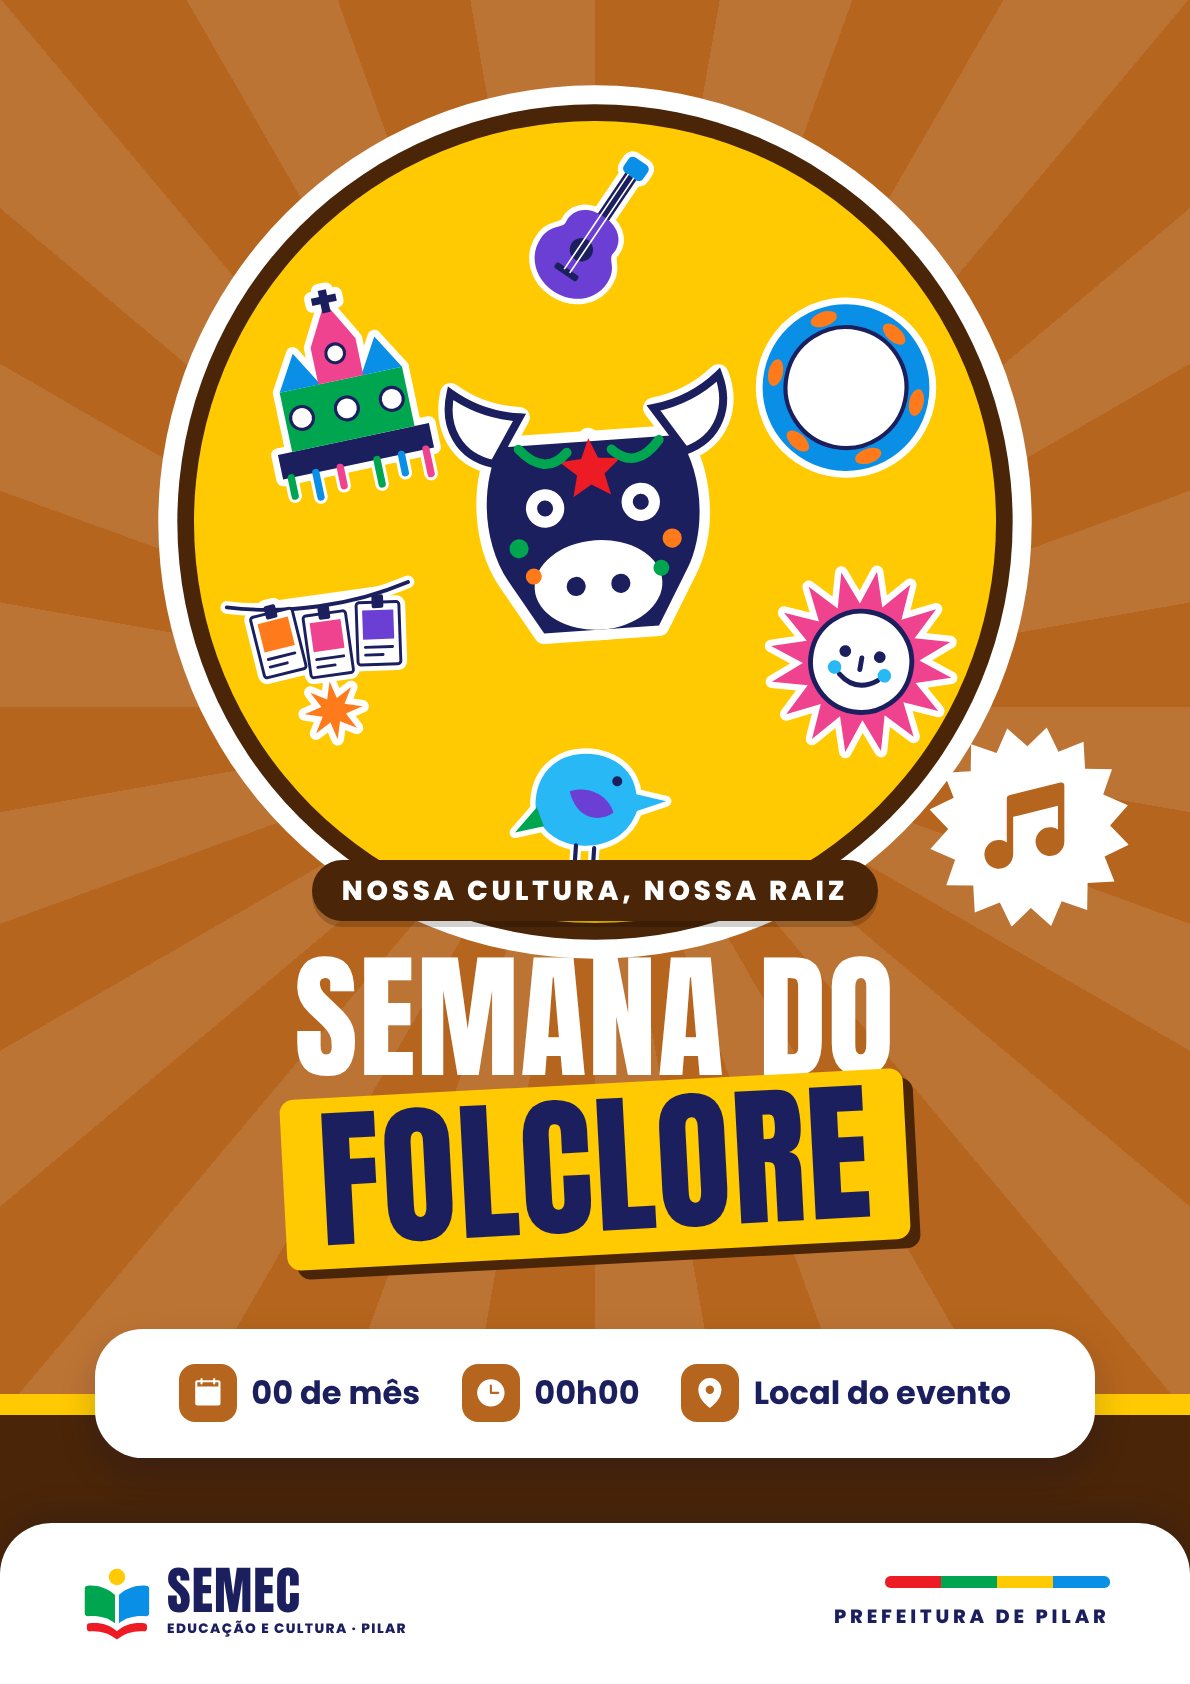 NOSSA CULTURA, NOSSA RAIZ
SEMANA DO
FOLCLORE
00 de mês
00h00
Local do evento
SEMEC
EDUCAÇÃO E CULTURA · PILAR
PREFEITURA DE PILAR